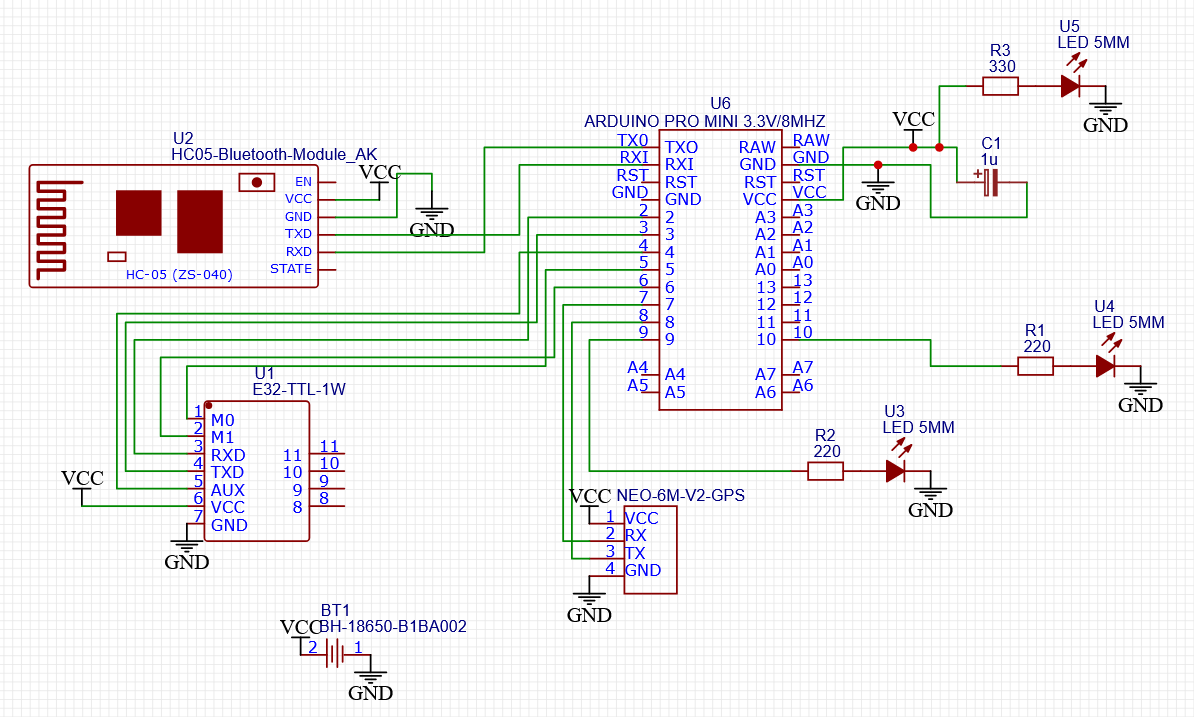 U5
LED 5MM
R3
330
GND
VCC
C1
1u
+
GND
U6
ARDUINO PRO MINI 3.3V/8MHZ
TX0 TXO RAW RAW
RXI RXI GND GND
RST RST RST RST
GND GND VCC VCC
2 2 A3 A3
3 3 A2 A2
4 4 A1 A1
5 5 A0 A0
6 6 13 13
7 7 12 12
8 8 11 11
9 9 10 10
A4 A4 A7 A7
A5 A5 A6 A6
U2
HC05-Bluetooth-Module_AK
EN
VCC
GND
TXD
RXD
STATE
HC-05 (ZS-040)
VCC
GND
U4
LED 5MM
R1
220
GND
U3
LED 5MM
R2
220
GND
U1
E32-TTL-1W
1 M0
2 M1
3 RXD 11 11
4 TXD 10 10
5 AUX 9 9
6 VCC 8 8
7 GND
VCC
GND
VCC NEO-6M-V2-GPS
1 VCC
2 RX
3 TX
4 GND
GND
BT1
VCC BH-18650-B1BA002
2 1
GND